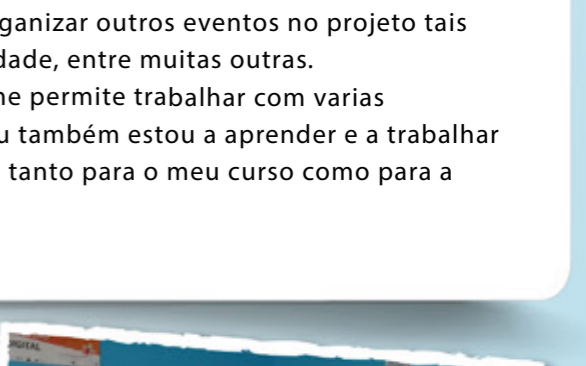 ganizar outros eventos no projeto tais
dade, entre muitas outras.
ne permite trabalhar com varias
u também estou a aprender e a trabalhar
tanto para o meu curso como para a